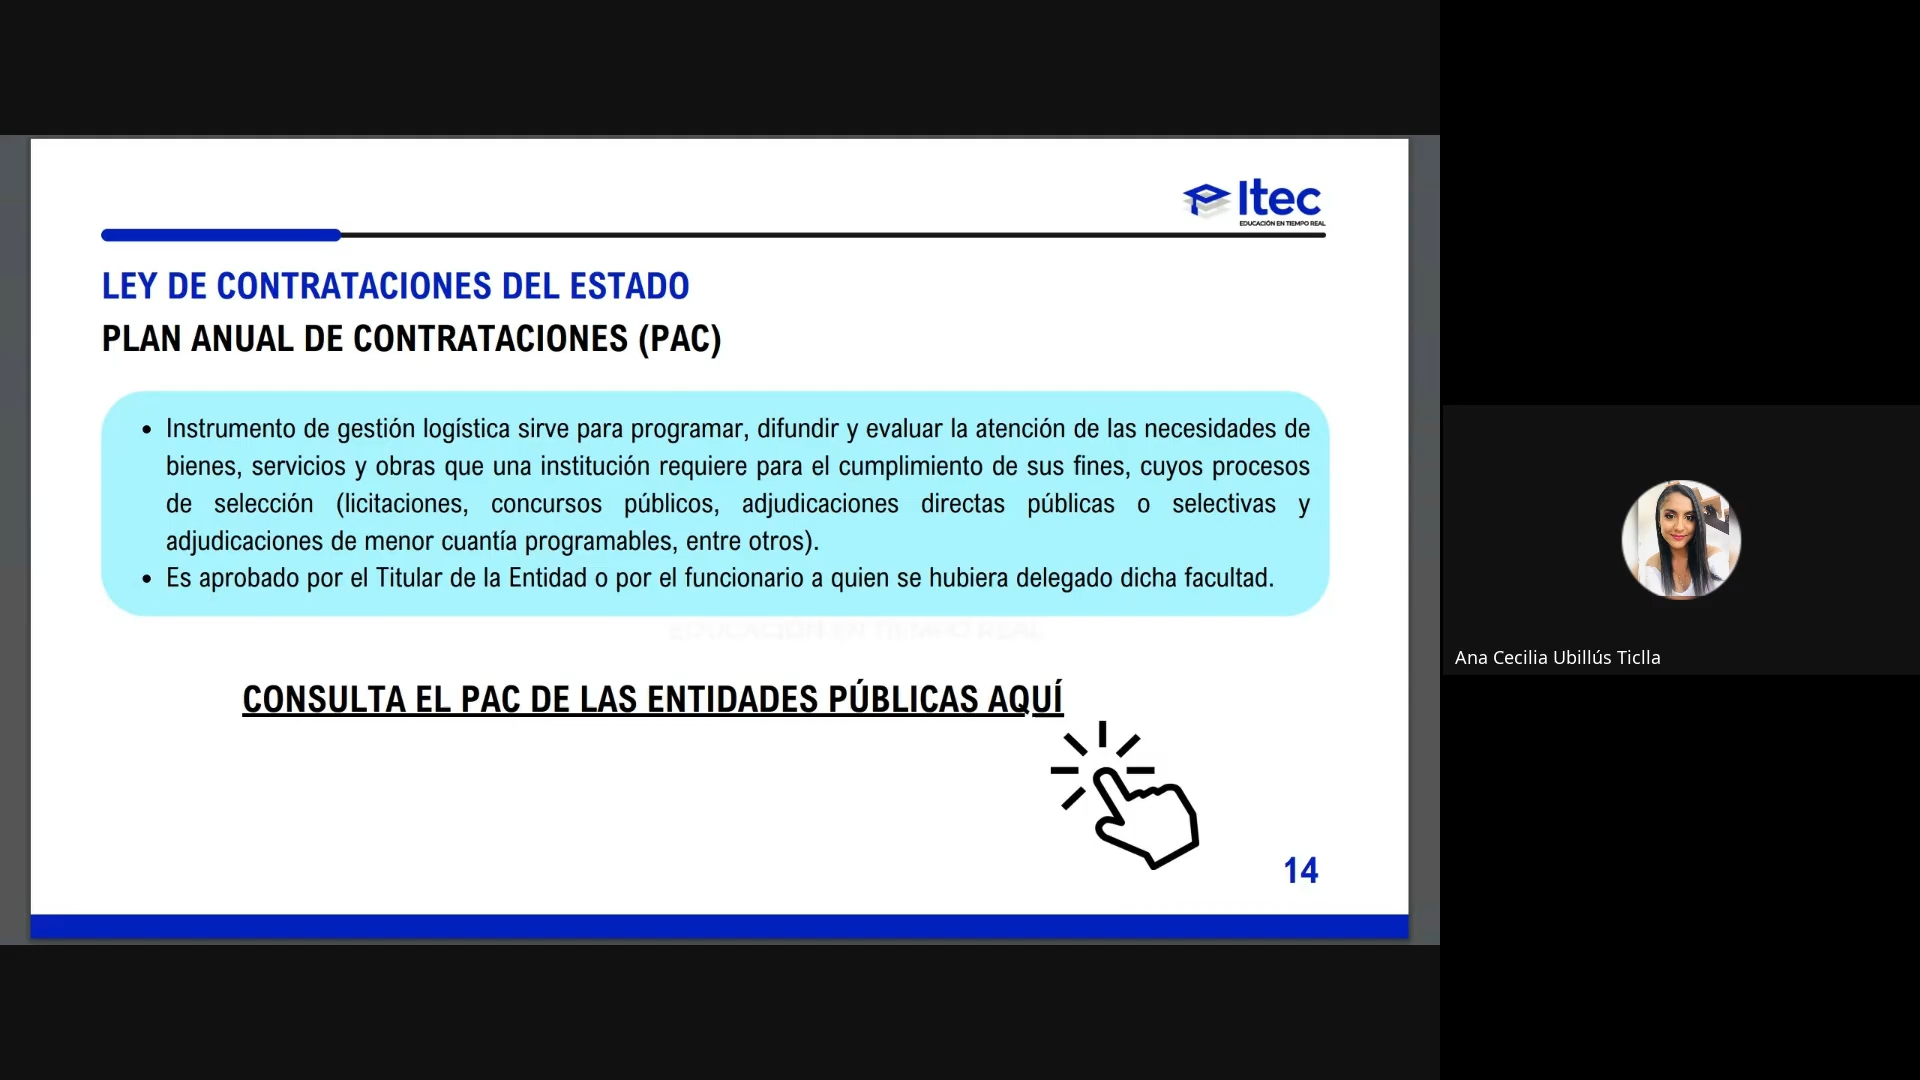 Itec
EDUCACIÓN EN TIEMPO REAL
LEY DE CONTRATACIONES DEL ESTADO
PLAN ANUAL DE CONTRATACIONES (PAC)
• Instrumento de gestión logística sirve para programar, difundir y evaluar la atención de las necesidades de
bienes, servicios y obras que una institución requiere para el cumplimiento de sus fines, cuyos procesos
de selección (licitaciones, concursos públicos, adjudicaciones directas públicas o selectivas y
adjudicaciones de menor cuantía programables, entre otros).
• Es aprobado por el Titular de la Entidad o por el funcionario a quien se hubiera delegado dicha facultad.
EDUCACIÓN EN TIEMPO REAL
CONSULTA EL PAC DE LAS ENTIDADES PÚBLICAS AQUÍ
14
Ana Cecilia Ubillús Ticlla